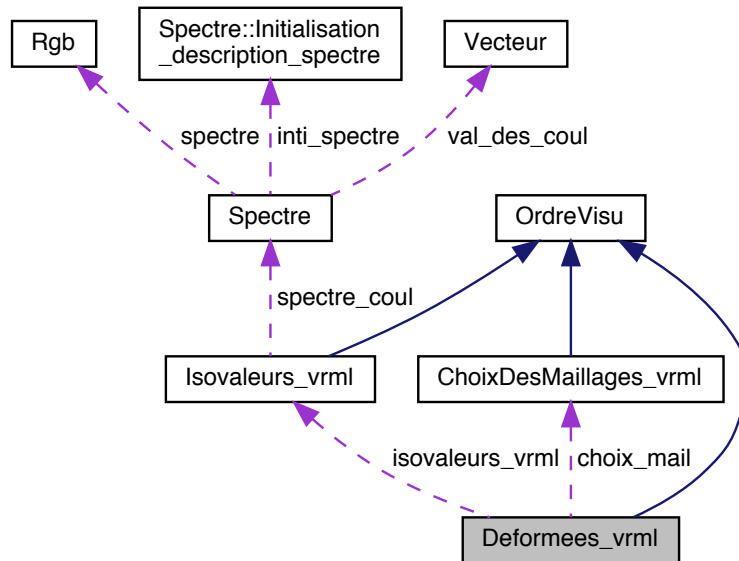 Rgb
Spectre::Initialisation
_description_spectre
Vecteur
spectre
inti_spectre
val_des_coul
Spectre
OrdreVisu
spectre_coul
Isovaleurs_vrml
ChoixDesMaillages_vrml
isovaleurs_vrml
choix_mail
Deformees_vrml